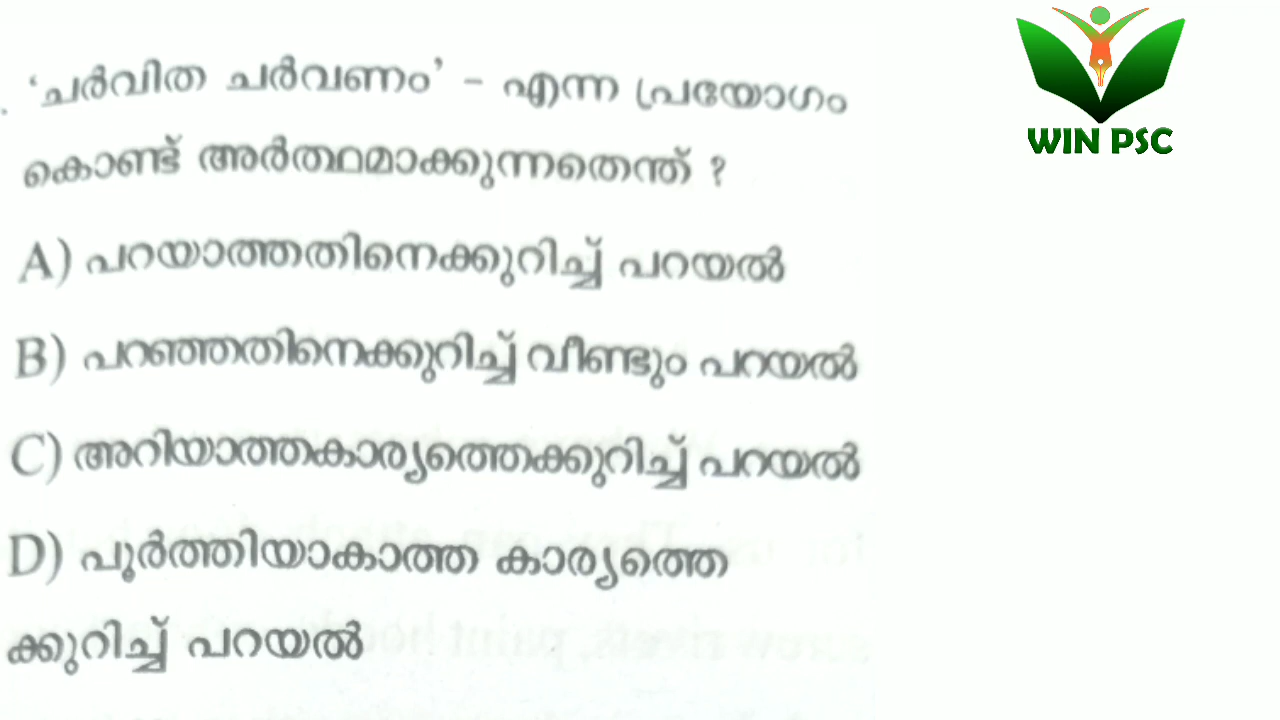 'ചർവിത ചർവണം' – എന്ന പ്രയോഗം
കൊണ്ട് അർത്ഥമാക്കുന്നതെന്ത് ?
A) പറയാത്തതിനെക്കുറിച്ച് പറയൽ
B) പറഞ്ഞതിനെക്കുറിച്ച് വീണ്ടും പറയൽ
C) അറിയാത്തകാര്യത്തെക്കുറിച്ച് പറയൽ
D) പൂർത്തിയാകാത്ത കാര്യത്തെ
ക്കുറിച്ച് പറയൽ
WIN PSC